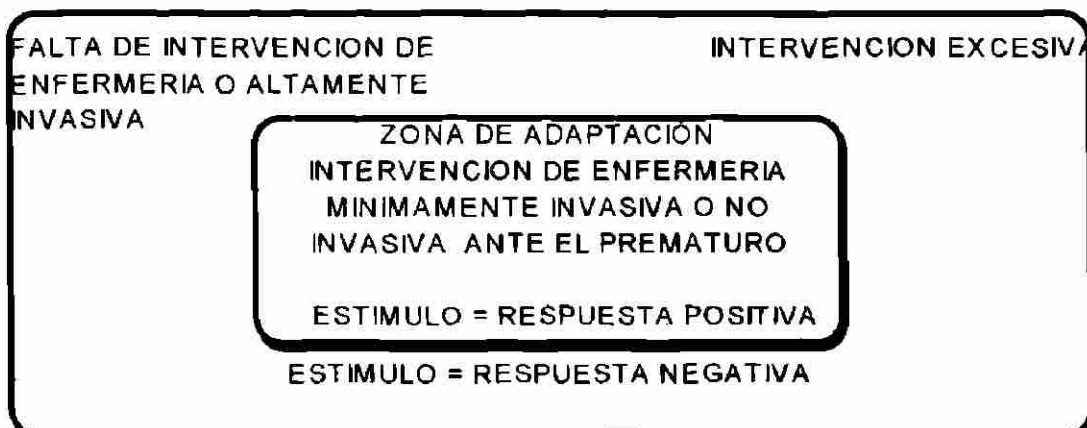 FALTA DE INTERVENCION DE
ENFERMERIA O ALTAMENTE
INVASIVA
INTERVENCION EXCESIVA
ZONA DE ADAPTACIÓN
INTERVENCION DE ENFERMERIA
MINIMAMENTE INVASIVA O NO
INVASIVA ANTE EL PREMATURO
ESTIMULO = RESPUESTA POSITIVA
ESTIMULO = RESPUESTA NEGATIVA